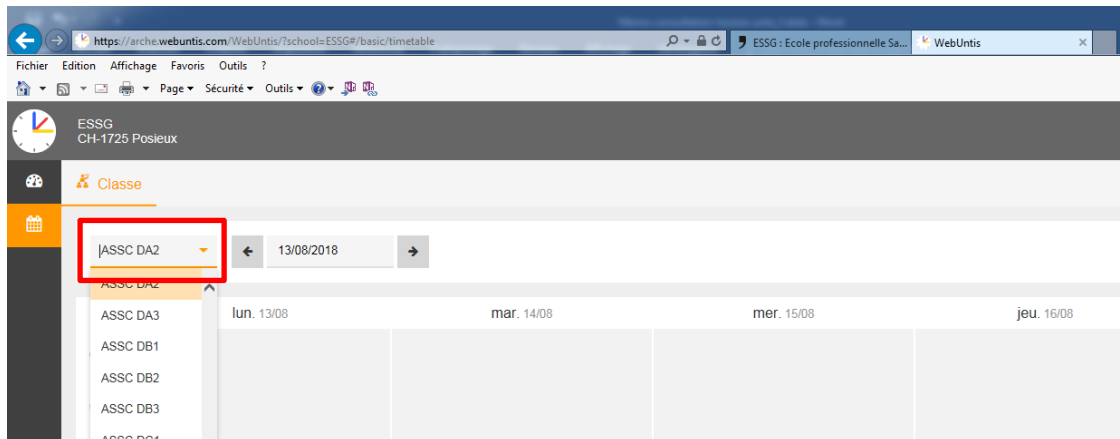 https://arche.webuntis.com/WebUntis/?school=ESSG#/basic/timetable
ESSG : Ecole professionnelle Sa...
WebUntis
Fichier Edition Affichage Favoris Outils ?
Page Sécurité Outils
ESSG
CH-1725 Posieux
Classe
ASSC DA2
13/08/2018
ASSC DA2
lun. 13/08 mar. 14/08 mer. 15/08 jeu. 16/08
ASSC DA3
ASSC DB1
ASSC DB2
ASSC DB3